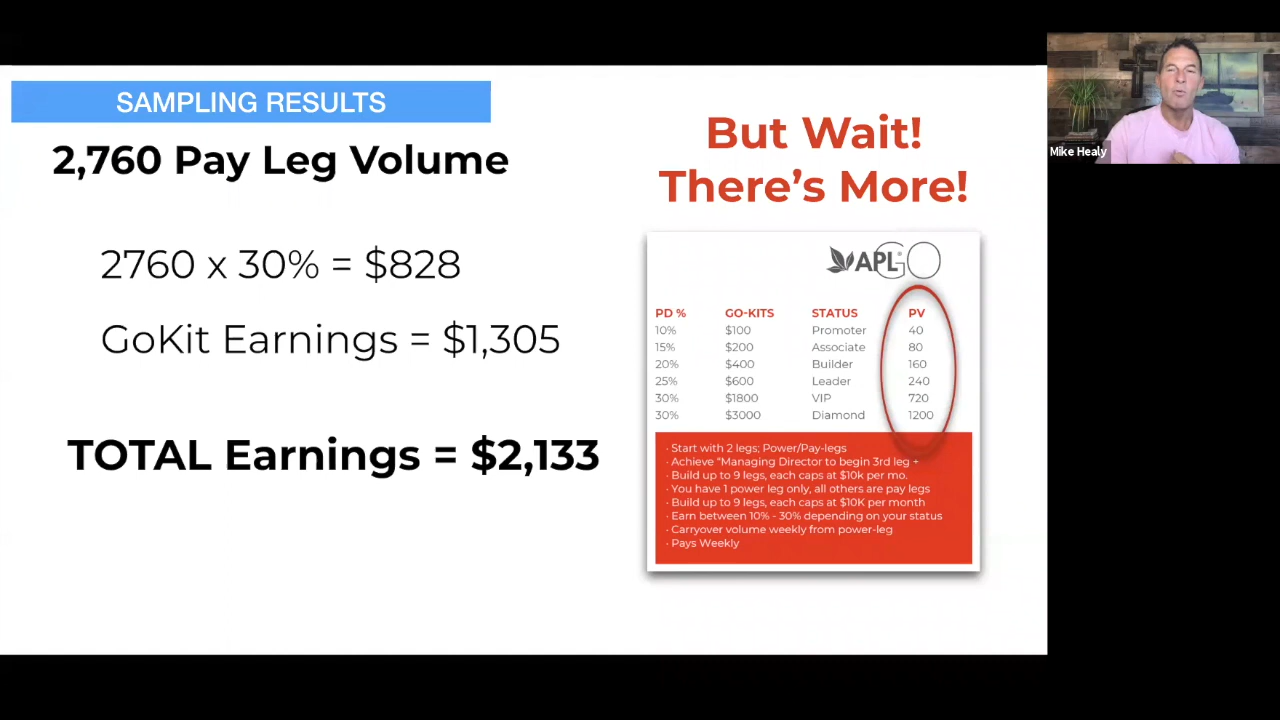 SAMPLING RESULTS
2,760 Pay Leg Volume
2760 x 30% = $828
GoKit Earnings = $1,305
TOTAL Earnings = $2,133
But Wait!
There's More!
APLGO
PD % GO-KITS STATUS PV
10% $100 Promoter 40
15% $200 Associate 80
20% $400 Builder 160
25% $600 Leader 240
30% $1800 VIP 720
30% $3000 Diamond 1200
· Start with 2 legs; Power/Pay-legs
· Achieve "Managing Director to begin 3rd leg +
· Build up to 9 legs, each caps at $10k per mo.
· You have 1 power leg only, all others are pay legs
· Build up to 9 legs, each caps at $10K per month
· Earn between 10% - 30% depending on your status
· Carryover volume weekly from power-leg
· Pays Weekly
Mike Healy